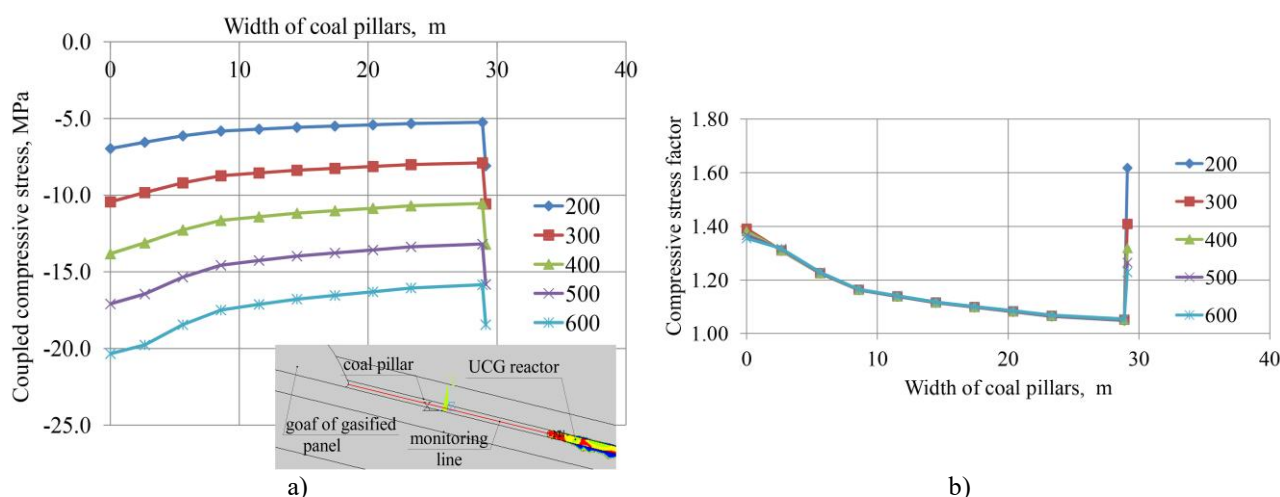 Width of coal pillars, m
0.0
0
10
20
30
40
-5.0
-10.0
-15.0
-20.0
-25.0
Coupled compressive stress, MPa
200
300
400
500
600
coal pillar
UCG reactor
goaf of gasified
panel
monitoring
line
a)
1.80
1.60
1.40
1.20
1.00
Compressive stress factor
200
300
400
500
600
0
10
20
30
40
Width of coal pillars, m
b)